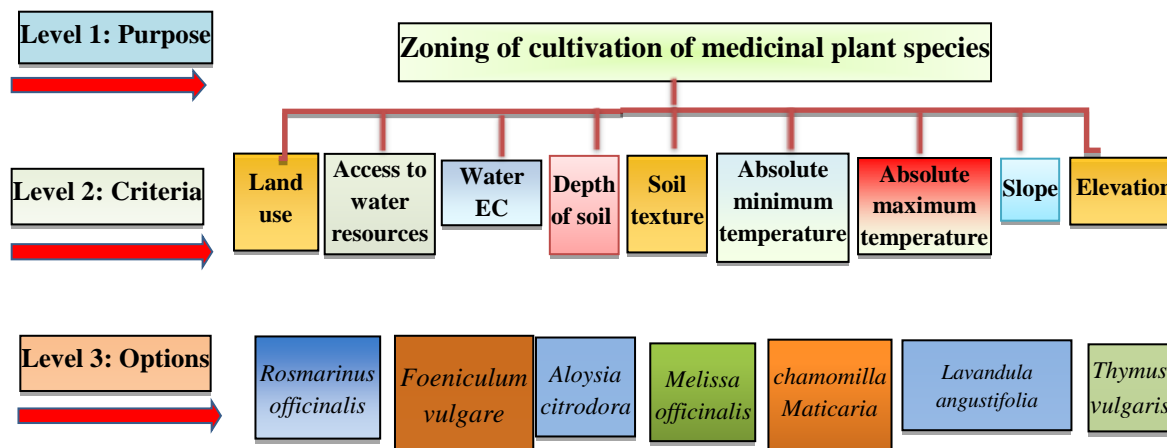 Level 1: Purpose
Zoning of cultivation of medicinal plant species
Level 2: Criteria
Land
use
Access to
water
resources
Water
EC
Depth
of soil
Soil
texture
Absolute
minimum
temperature
Absolute
maximum
temperature
Slope
Elevation
Level 3: Options
Rosmarinus
officinalis
Foeniculum
vulgare
Aloysia
citrodora
Melissa
officinalis
chamomilla
Maticaria
Lavandula
angustifolia
Thymus
vulgaris